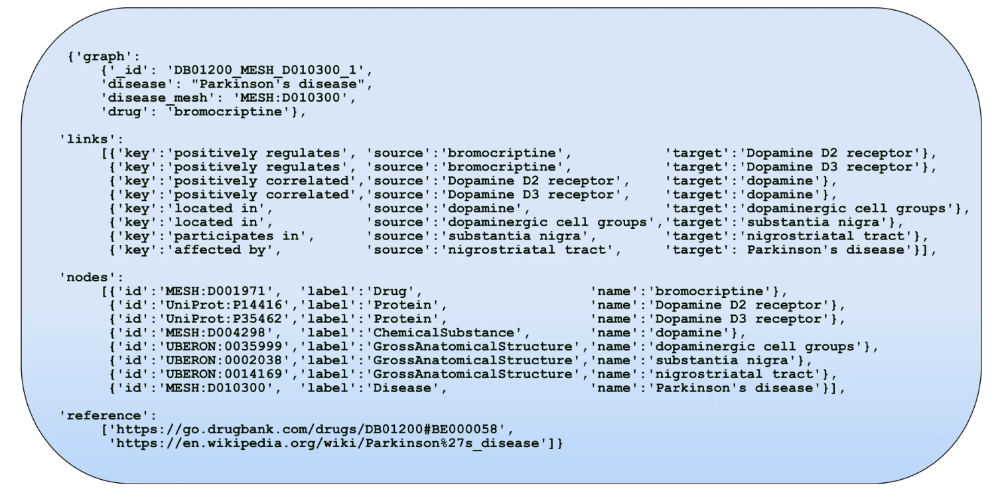 {'graph':
{'_id': 'DB01200_MESH_D010300_1',
'disease': "Parkinson's disease",
'disease_mesh': 'MESH:D010300',
'drug': 'bromocriptine'},
'links':
[{'key':'positively regulates', 'source':'bromocriptine', 'target':'Dopamine D2 receptor'},
{'key':'positively regulates', 'source':'bromocriptine', 'target':'Dopamine D3 receptor'},
{'key':'positively correlated','source':'Dopamine D2 receptor', 'target':'dopamine'},
{'key':'positively correlated','source':'Dopamine D3 receptor', 'target':'dopamine'},
{'key':'located in', 'source':'dopamine', 'target':'dopaminergic cell groups'},
{'key':'located in', 'source':'dopaminergic cell groups','target':'substantia nigra'},
{'key':'participates in', 'source':'substantia nigra', 'target':'nigrostriatal tract'},
{'key':'affected by', 'source':'nigrostriatal tract', 'target': Parkinson's disease'}],
'nodes':
[{'id':'MESH:D001971', 'label':'Drug', 'name':'bromocriptine'},
{'id':'UniProt:P14416','label':'Protein', 'name':'Dopamine D2 receptor'},
{'id':'UniProt:P35462','label':'Protein', 'name':'Dopamine D3 receptor'},
{'id':'MESH:D004298', 'label':'ChemicalSubstance', 'name':'dopamine'},
{'id':'UBERON:0035999','label':'GrossAnatomicalStructure','name':'dopaminergic cell groups'},
{'id':'UBERON:0002038','label':'GrossAnatomicalStructure','name':'substantia nigra'},
{'id':'UBERON:0014169','label':'GrossAnatomicalStructure','name':'nigrostriatal tract'},
{'id':'MESH:D010300', 'label':'Disease', 'name':'Parkinson's disease'}],
'reference':
['https://go.drugbank.com/drugs/DB01200#BE000058',
'https://en.wikipedia.org/wiki/Parkinson%27s_disease']}